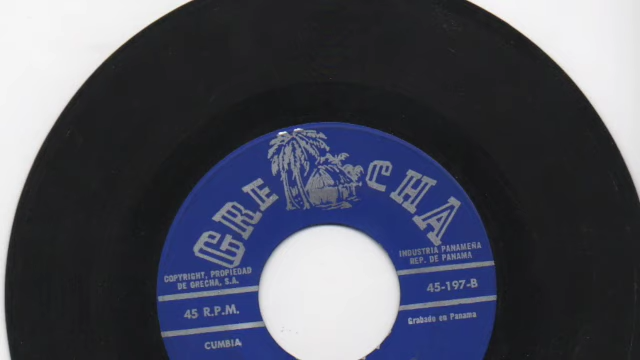 GRECHA
COPYRIGHT, PROPIEDAD
DE GRECHA, S.A.
INDUSTRIA PANAMEÑA
REP. DE PANAMA
45 R.P.M.
45-197-B
CUMBIA
Grabado en Panama